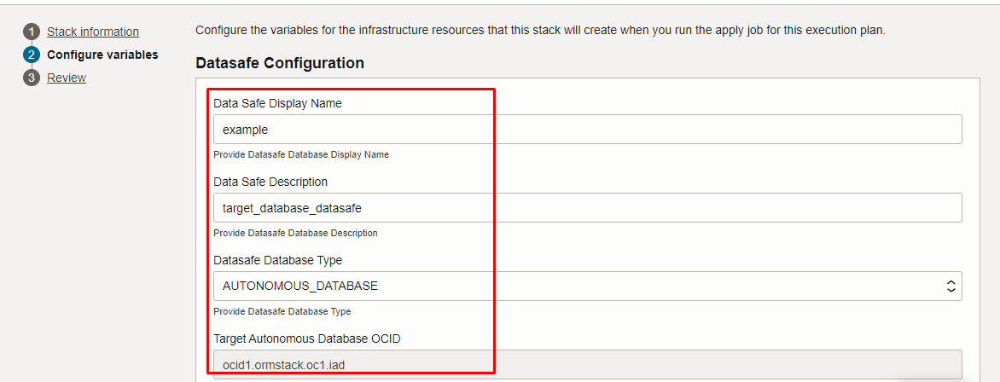 1 Stack information
2 Configure variables
3 Review
Configure the variables for the infrastructure resources that this stack will create when you run the apply job for this execution plan.
Datasafe Configuration
Data Safe Display Name
example
Provide Datasafe Database Display Name
Data Safe Description
target_database_datasafe
Provide Datasafe Database Description
Datasafe Database Type
AUTONOMOUS_DATABASE
Provide Datasafe Database Type
Target Autonomous Database OCID
ocid1.ormstack.oc1.iad